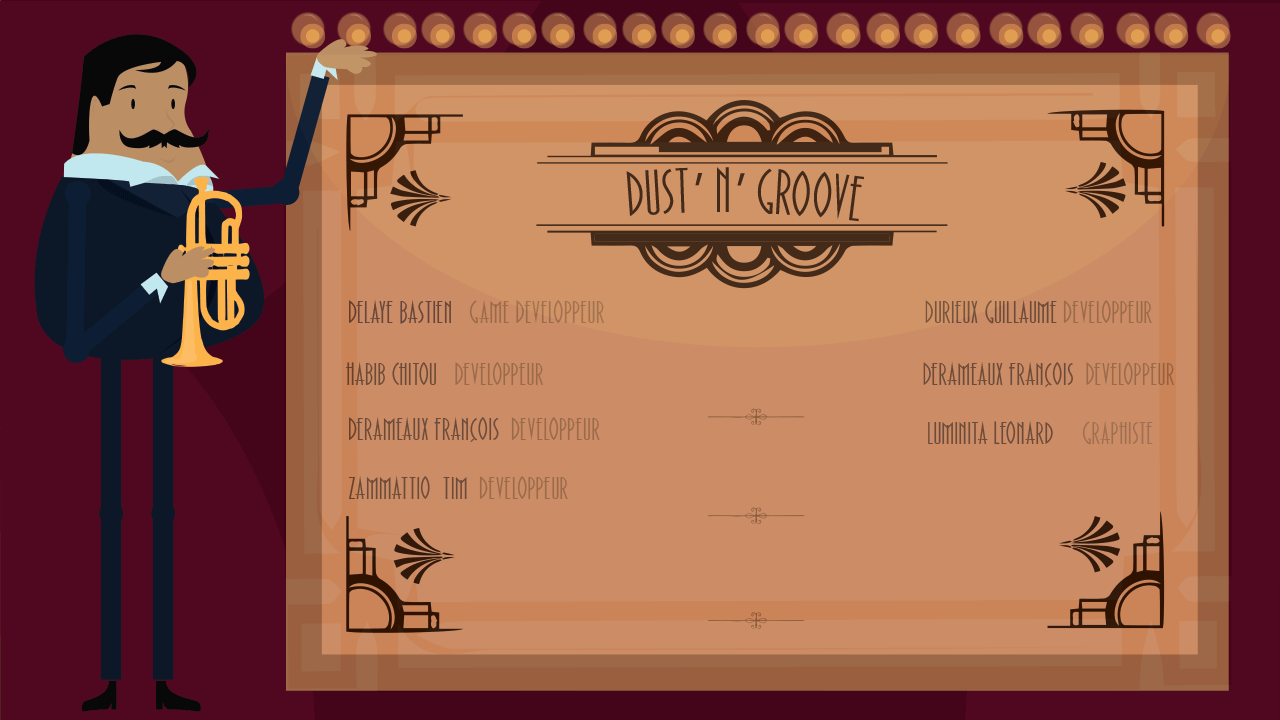 DUST' N' GROOVE
DELAYE BASTIEN GAME DEVELOPPEUR
HABIB CHITOU DEVELOPPEUR
DERAMEAUX FRANÇOIS DEVELOPPEUR
ZAMMATTIO TIM DEVELOPPEUR
DURIEUX GUILLAUME DEVELOPPEUR
DERAMEAUX FRANÇOIS DEVELOPPEUR
LUMINITA LEONARD GRAPHISTE